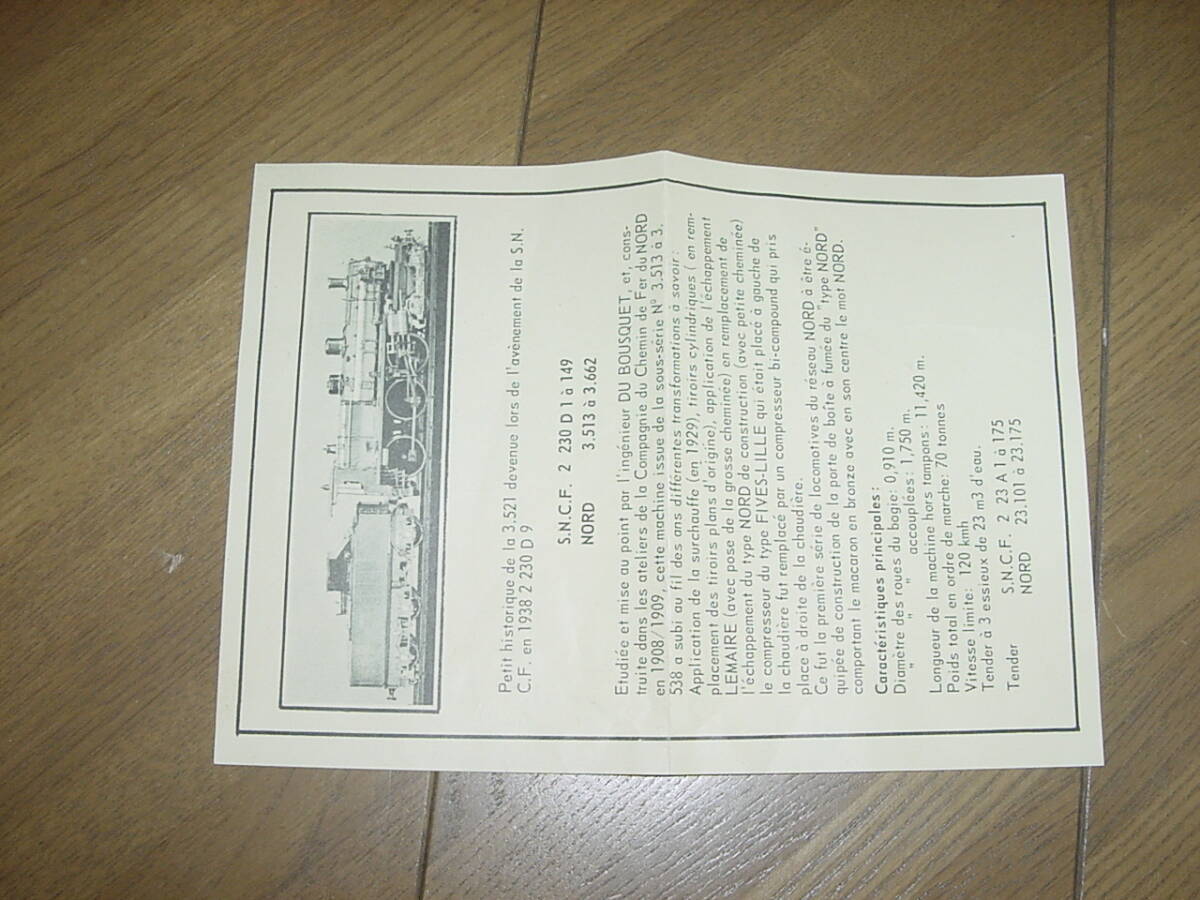 Petit historique de la 3.521 devenue lors de l'avènement de la S.N.
C.F. en 1938 2 230 D 9
S.N.C.F. 2 230 D 1 à 149
NORD 3.513 à 3.662
Etudiée et mise au point par l'ingénieur DU BOUSQUET, et, cons-
truite dans les ateliers de la Compagnie du Chemin de Fer du NORD
en 1908/1909, cette machine issue de la sous-série N° 3.513 à 3.
538 a subi au fil des ans différentes transformations à savoir:
Application de la surchauffe (en 1929), tiroirs cylindriques ( en rem-
placement des tiroirs plans d'origine), application de l'échappement
LEMAIRE (avec pose de la grosse cheminée) en remplacement de
l'échappement du type NORD de construction (avec petite cheminée)
le compresseur du type FIVES-LILLE qui était placé à gauche de
la chaudière fut remplacé par un compresseur bi-compound qui pris
place à droite de la chaudière.
Ce fut la première série de locomotives du réseau NORD à être é-
quipée de construction de la porte de boîte à fumée du "type NORD"
comportant le macaron en bronze avec en son centre le mot NORD.
Caractéristiques principales:
Diamètre des roues du bogie: 0,910 m.
" " " accouplées: 1,750 m.
Longueur de la machine hors tampons: 11,420 m.
Poids total en ordre de marche: 70 tonnes
Vitesse limite: 120 kmh
Tender à 3 essieux de 23 m3 d'eau.
Tender S.N.C.F. 2 23 A 1 à 175
NORD 23.101 à 23.175